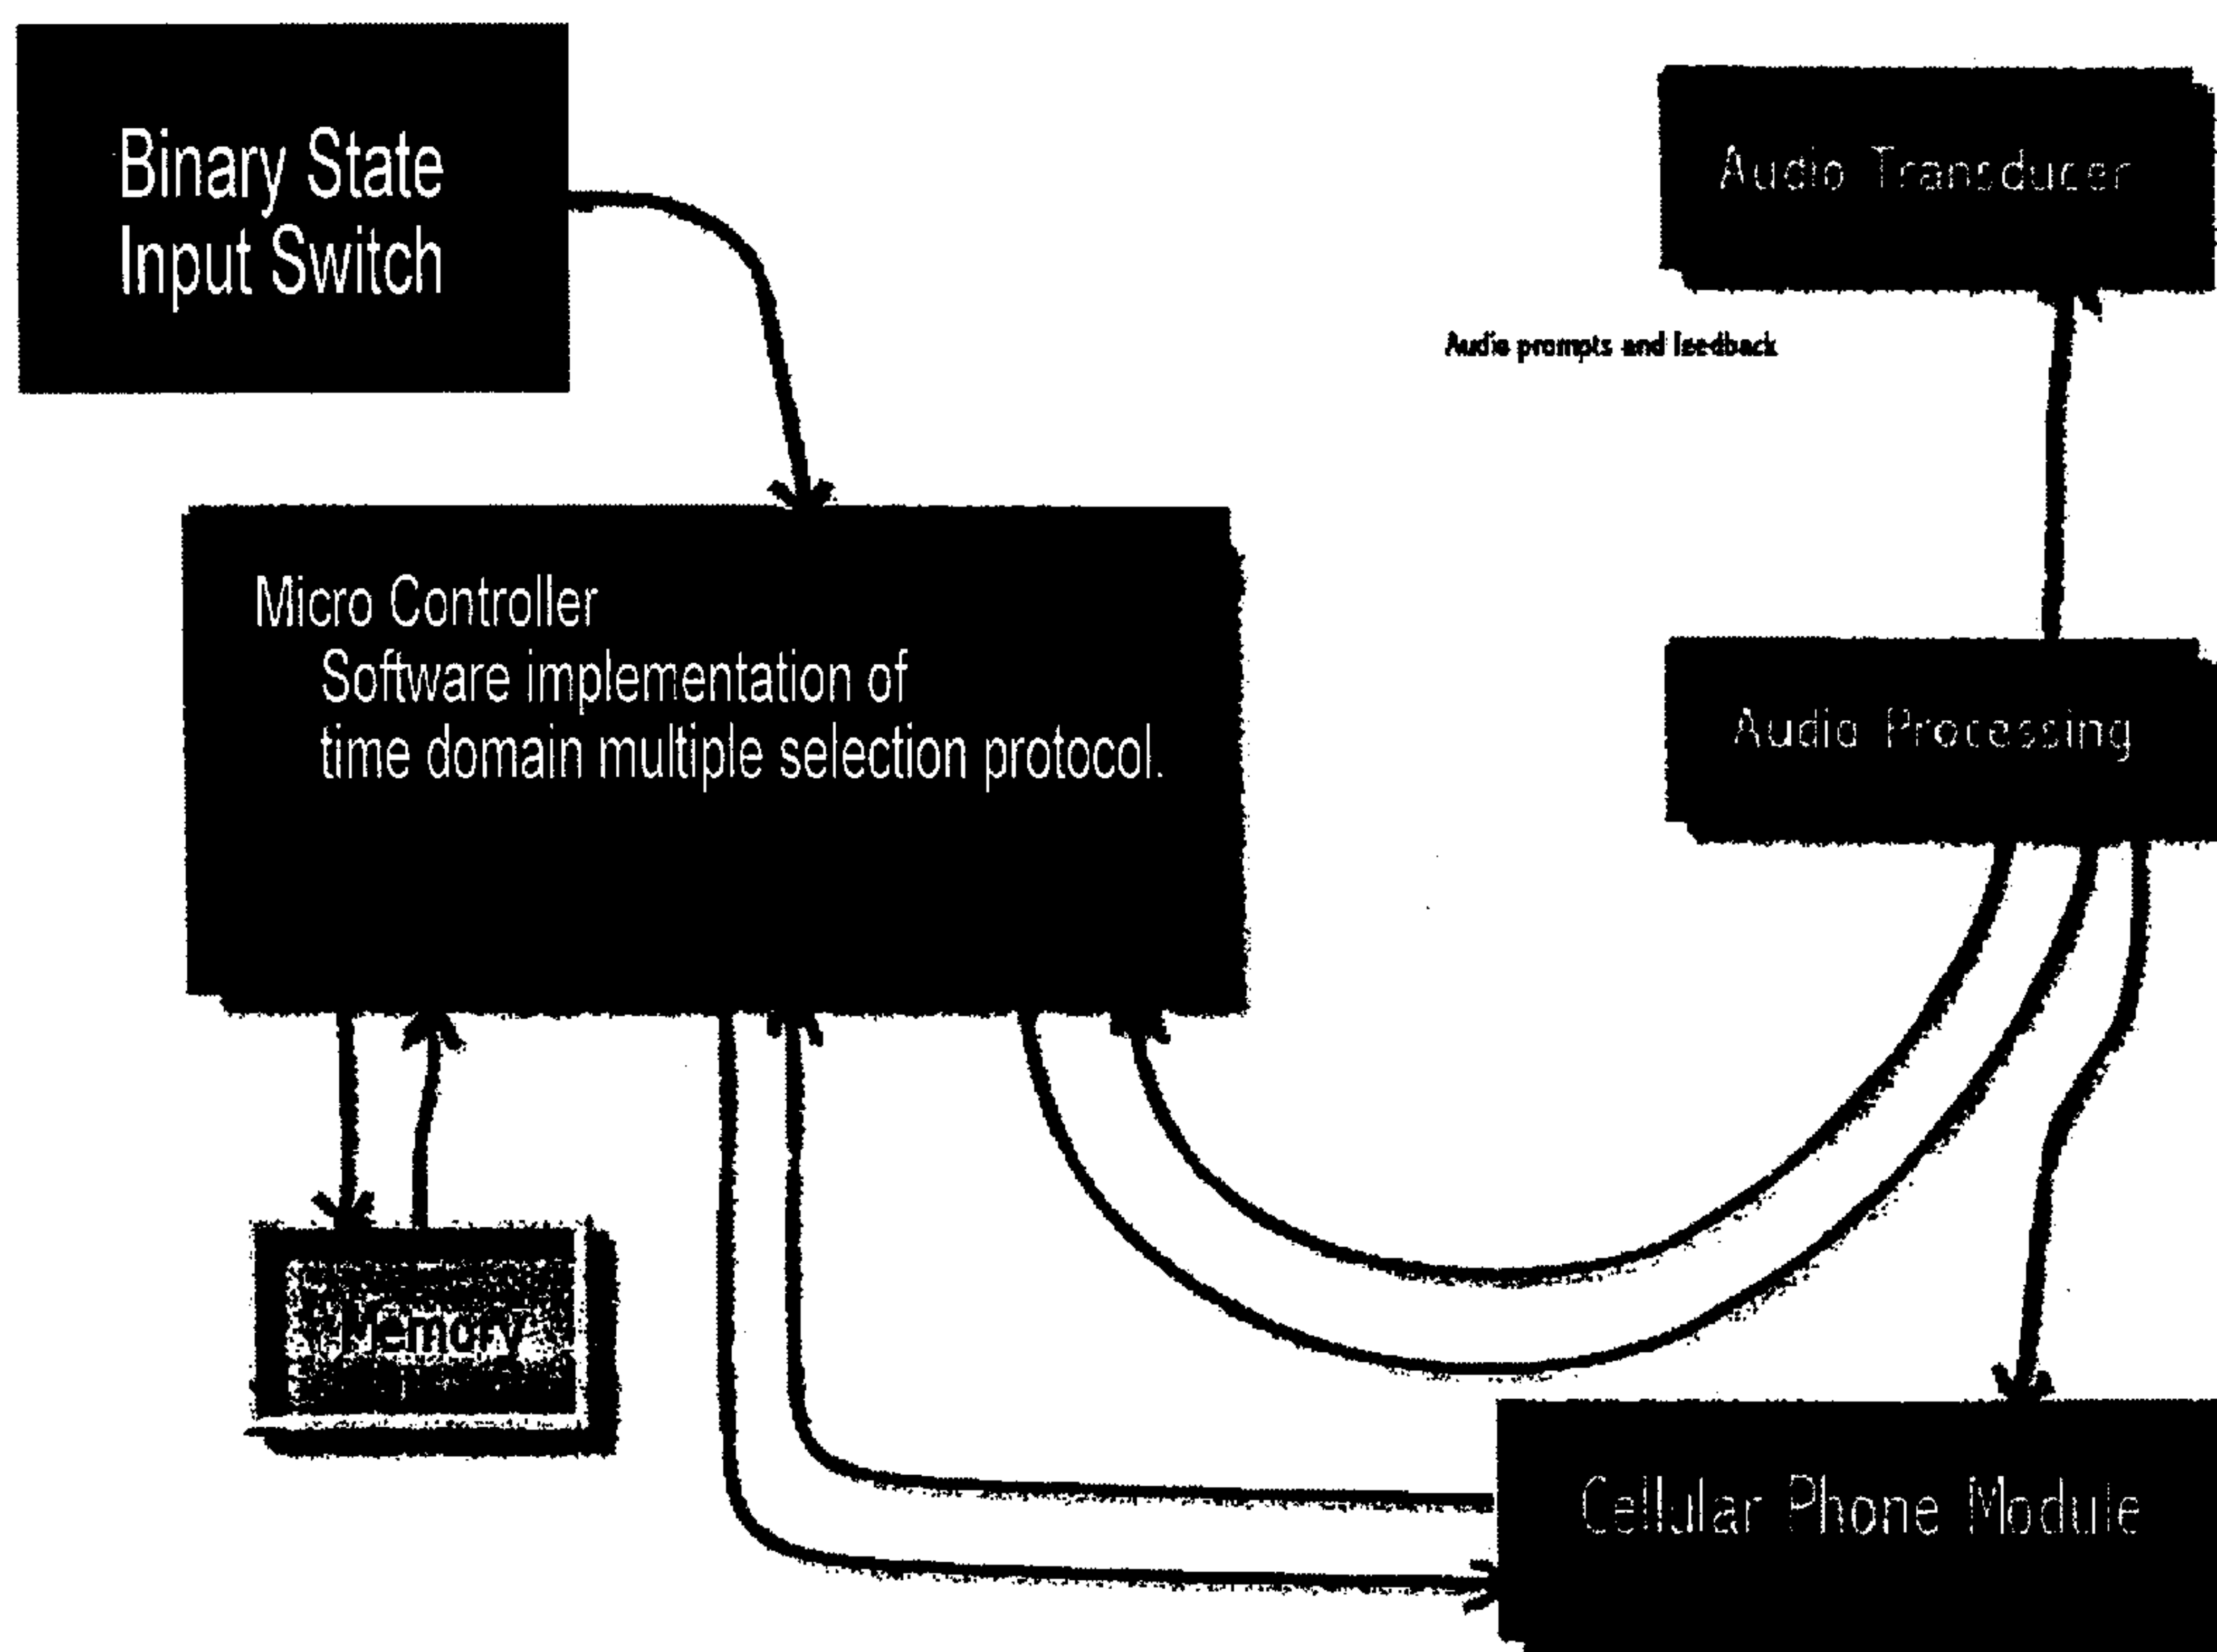 Binary State
Input Switch
Audio Transducer
Audio prompts and feedback
Micro Controller
Software implementation of
time domain multiple selection protocol.
Audio Processing
Memory
Cellular Phone Module